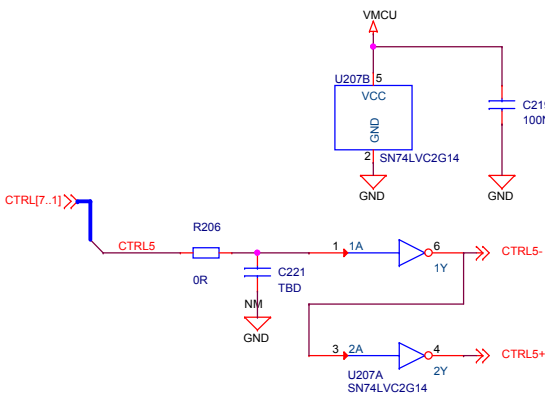 VMCU
U207B
5
VCC
GND
2
SN74LVC2G14
GND
GND
CTRL[7..1]
R206
CTRL5
0R
C221
TBD
NM
GND
1
1A
6
1Y
CTRL5-
3
2A
4
2Y
CTRL5+
U207A
SN74LVC2G14